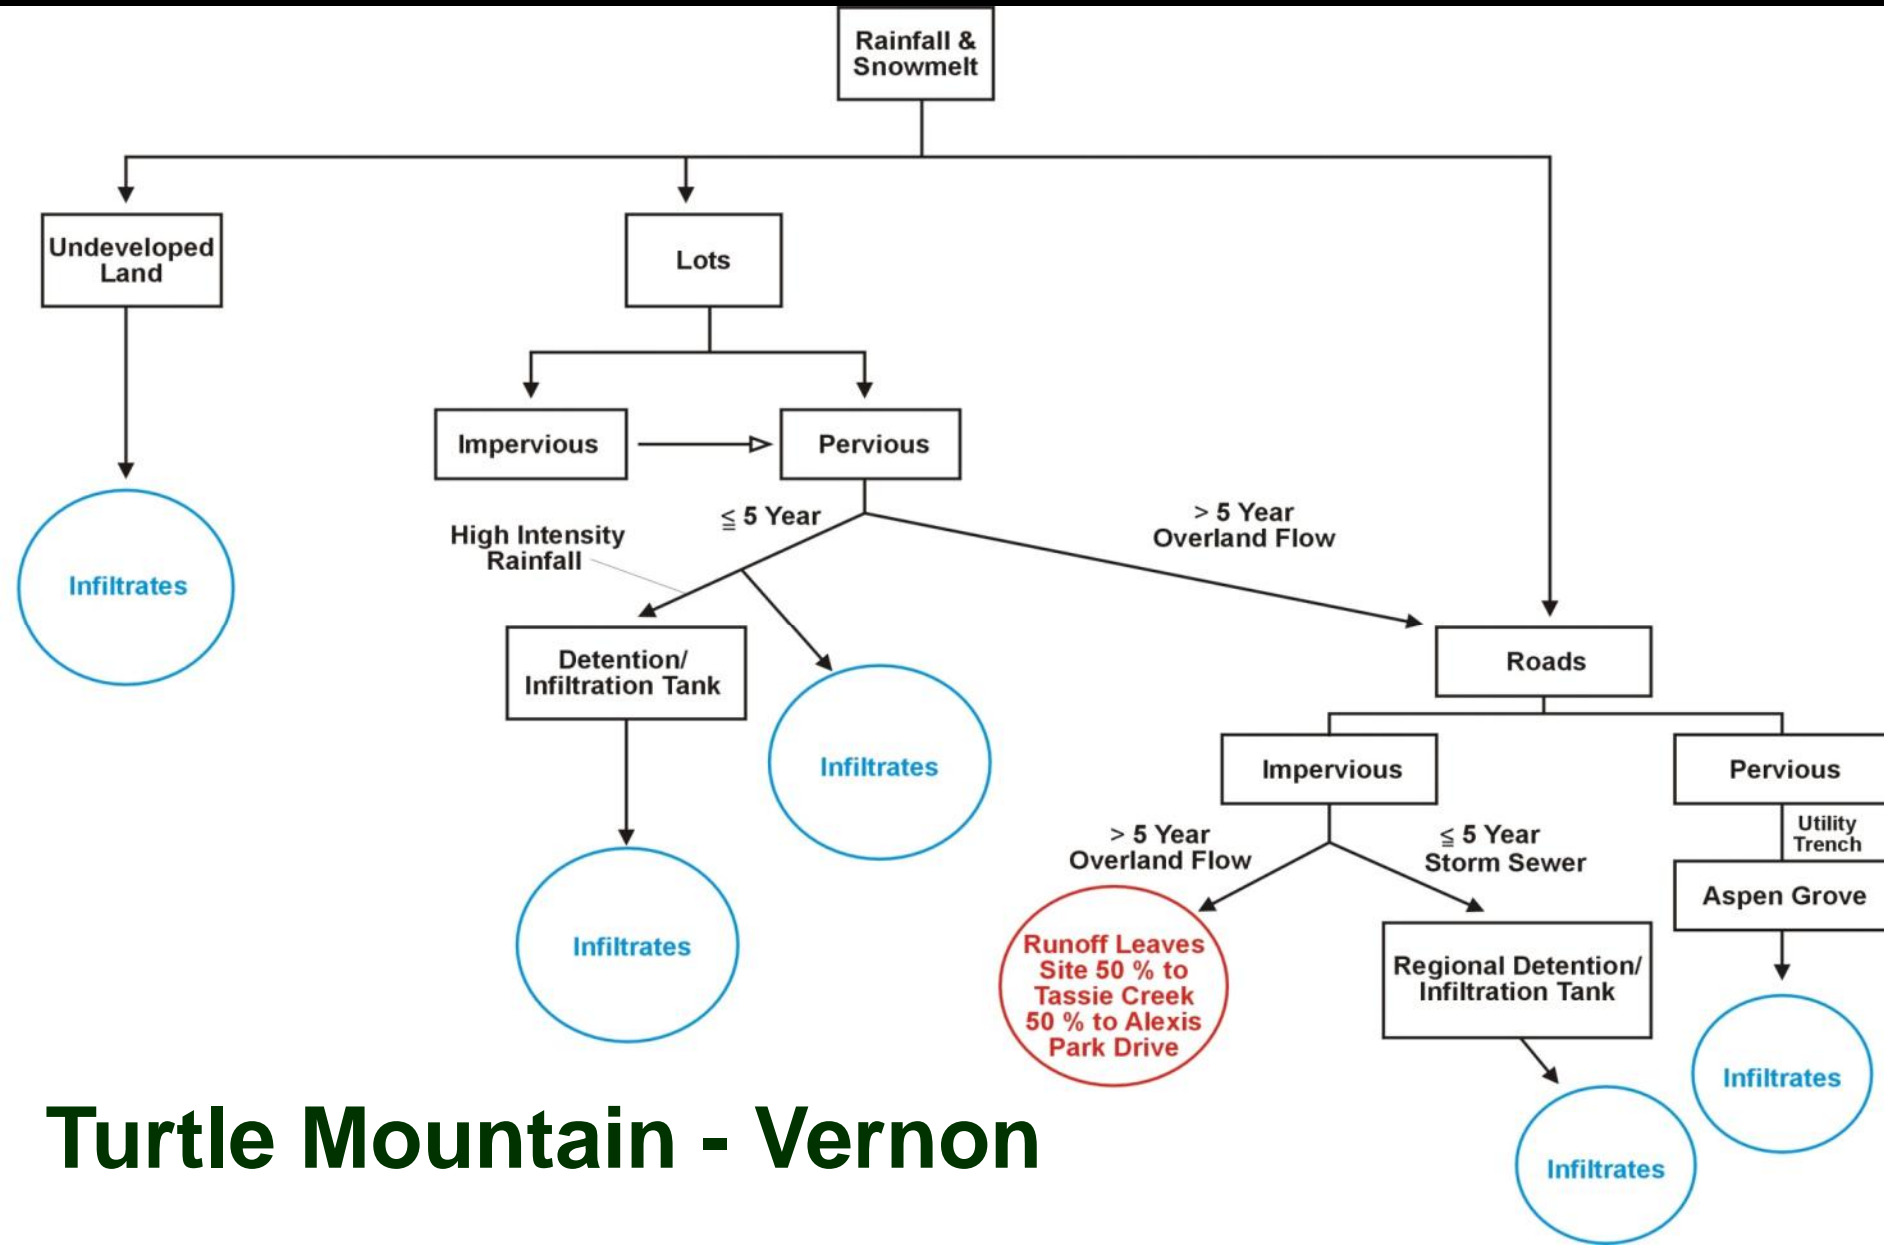 Rainfall &
Snowmelt
Undeveloped
Land
Lots
Impervious
Pervious
≦ 5 Year
High Intensity
Rainfall
> 5 Year
Overland Flow
Infiltrates
Detention/
Infiltration Tank
Roads
Infiltrates
Impervious
Pervious
> 5 Year
Overland Flow
≦ 5 Year
Storm Sewer
Utility
Trench
Aspen Grove
Infiltrates
Runoff Leaves
Site 50 % to
Tassie Creek
50 % to Alexis
Park Drive
Regional Detention/
Infiltration Tank
Infiltrates
Infiltrates
Turtle Mountain - Vernon